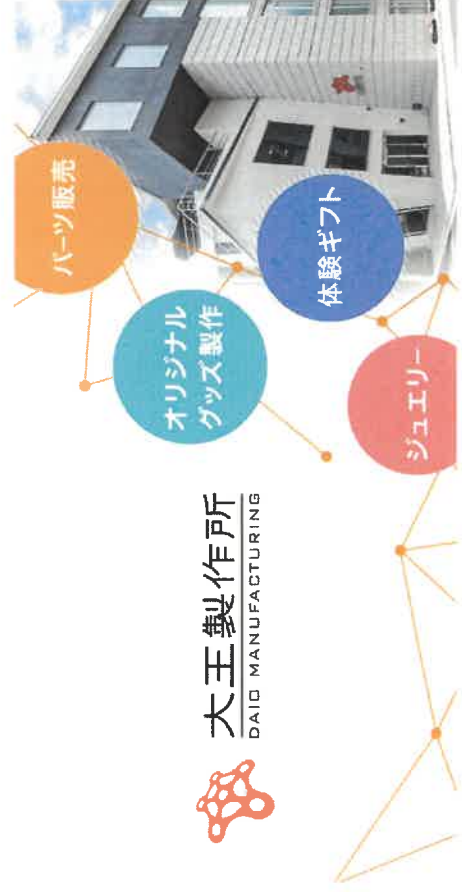 大王製作所
DAIO MANUFACTURING
パーツ販売
オリジナル
グッズ製作
体験ギフト
ジュエリー